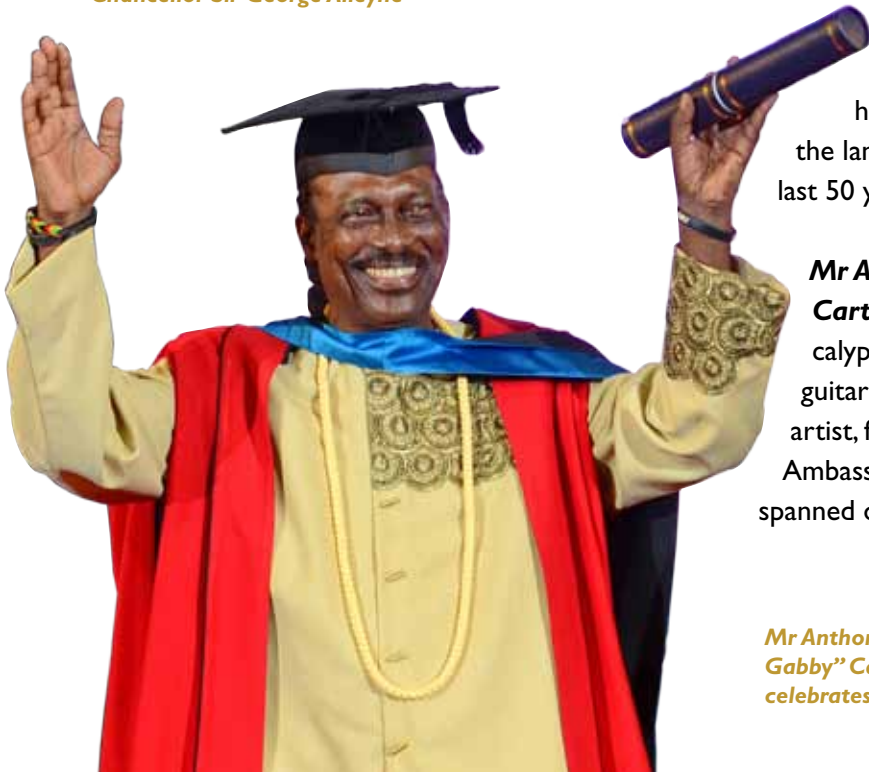 Chancellor Sir George Alleyne
h
the lar
last 50 y
Mr A
Cart
calyp
guitar
artist, f
Ambass
spanned o
Mr Anthon
Gabby” Ca
celebrates